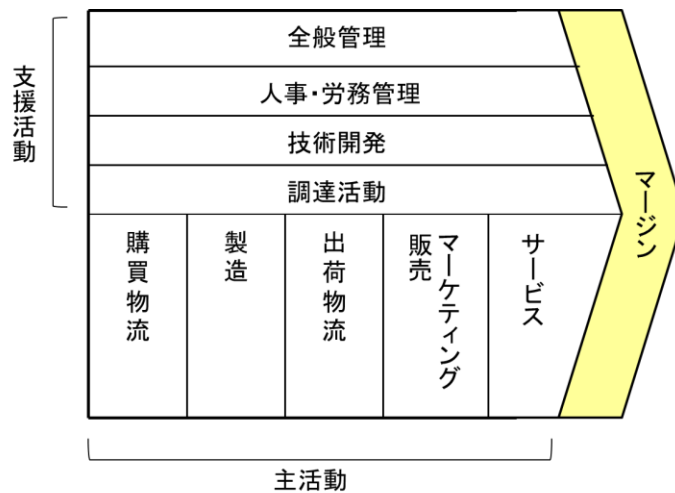 支援活動
全般管理
人事・労務管理
技術開発
調達活動
購買物流
製造
出荷物流
マーケティング
販売
サービス
マージン
主活動